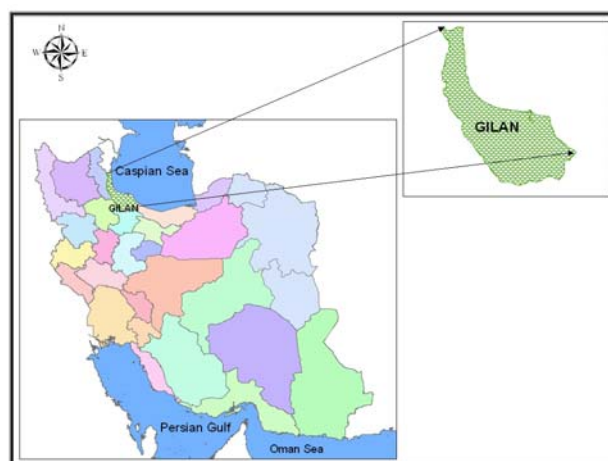 N
W E
S
GILAN
Caspian Sea
GILAN
Persian Gulf
Oman Sea